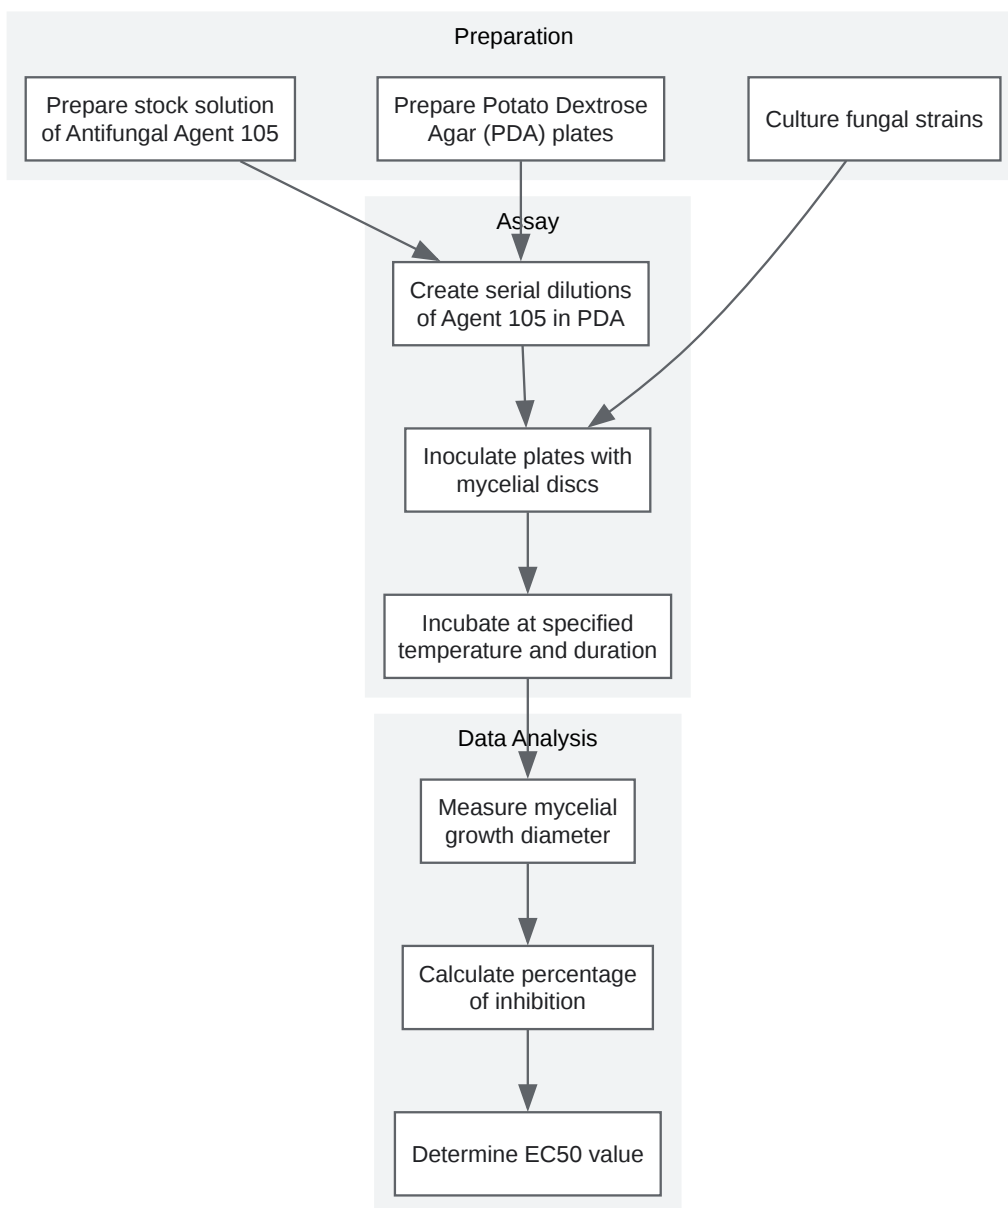 Preparation
Prepare stock solution
of Antifungal Agent 105
Prepare Potato Dextrose
Agar (PDA) plates
Culture fungal strains
Assay
Create serial dilutions
of Agent 105 in PDA
Inoculate plates with
mycelial discs
Incubate at specified
temperature and duration
Data Analysis
Measure mycelial
growth diameter
Calculate percentage
of inhibition
Determine EC50 value